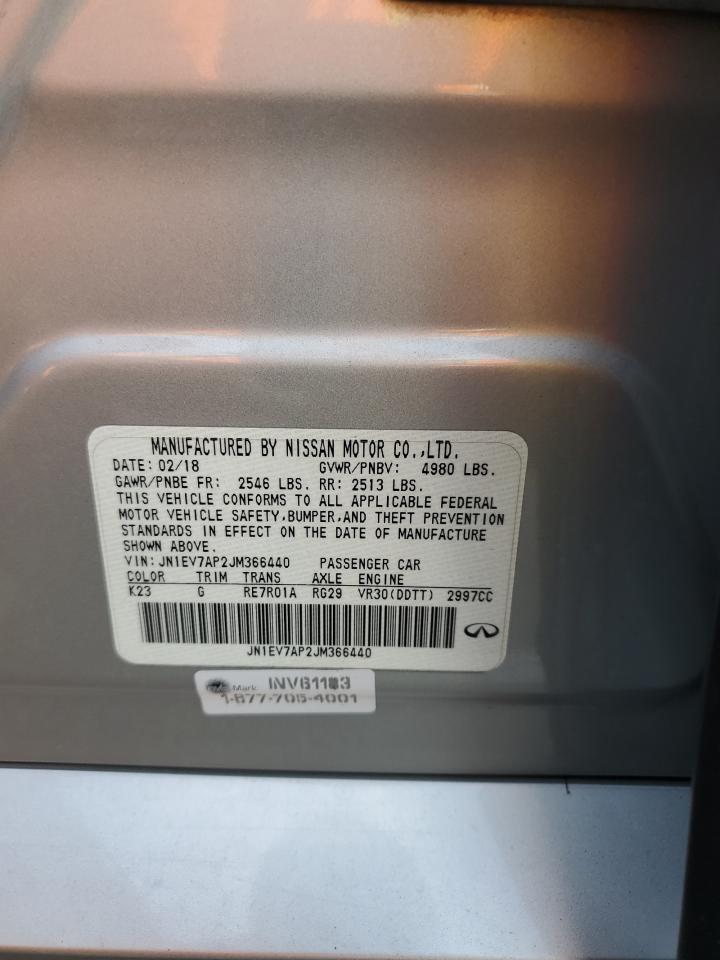 MANUFACTURED BY NISSAN MOTOR CO.,LTD.
DATE: 02/18 GVWR/PNBV: 4980 LBS.
GAWR/PNBE FR: 2546 LBS. RR: 2513 LBS.
THIS VEHICLE CONFORMS TO ALL APPLICABLE FEDERAL
MOTOR VEHICLE SAFETY,BUMPER,AND THEFT PREVENTION
STANDARDS IN EFFECT ON THE DATE OF MANUFACTURE
SHOWN ABOVE.
VIN: JN1EV7AP2JM366440 PASSENGER CAR
COLOR TRIM TRANS AXLE ENGINE
K23 G RE7R01A RG29 VR30(DDTT) 2997CC
JN1EV7AP2JM366440
Mark
1-877-705-4001